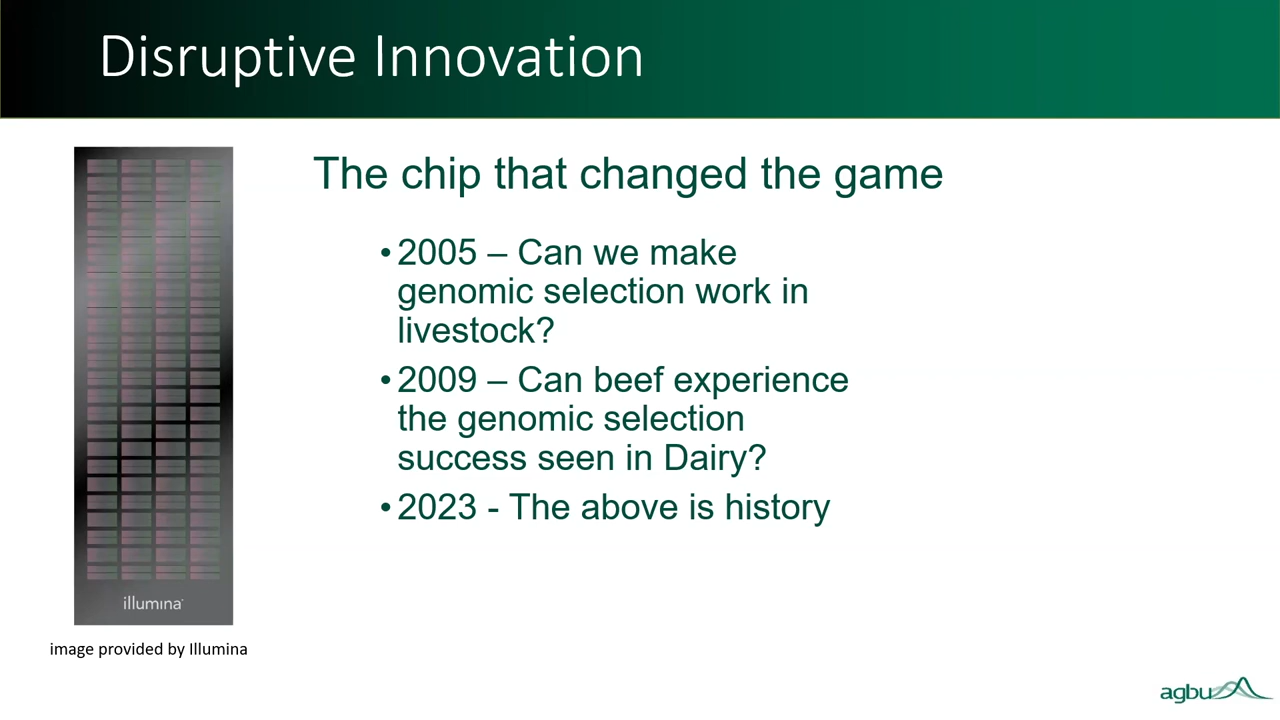 Disruptive Innovation
The chip that changed the game
• 2005 – Can we make
genomic selection work in
livestock?
• 2009 – Can beef experience
the genomic selection
success seen in Dairy?
• 2023 - The above is history
illumina
image provided by Illumina
agbu